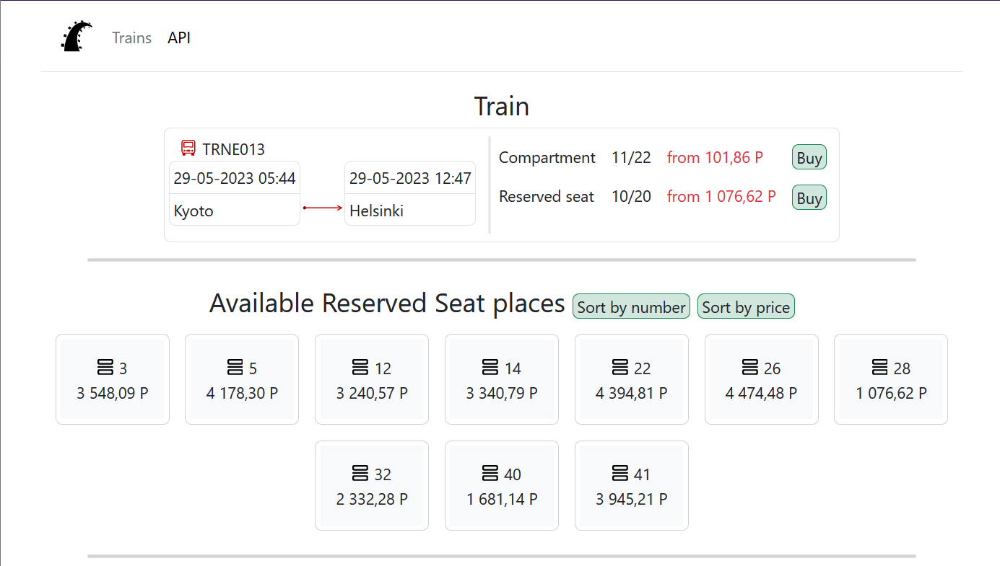 Trains API
Train
TRNE013
29-05-2023 05:44
Kyoto
29-05-2023 12:47
Helsinki
Compartment 11/22 from 101,86 P Buy
Reserved seat 10/20 from 1 076,62 P Buy
Available Reserved Seat places Sort by number Sort by price
3
3 548,09 P
5
4 178,30 P
12
3 240,57 P
14
3 340,79 P
22
4 394,81 P
26
4 474,48 P
28
1 076,62 P
32
2 332,28 P
40
1 681,14 P
41
3 945,21 P